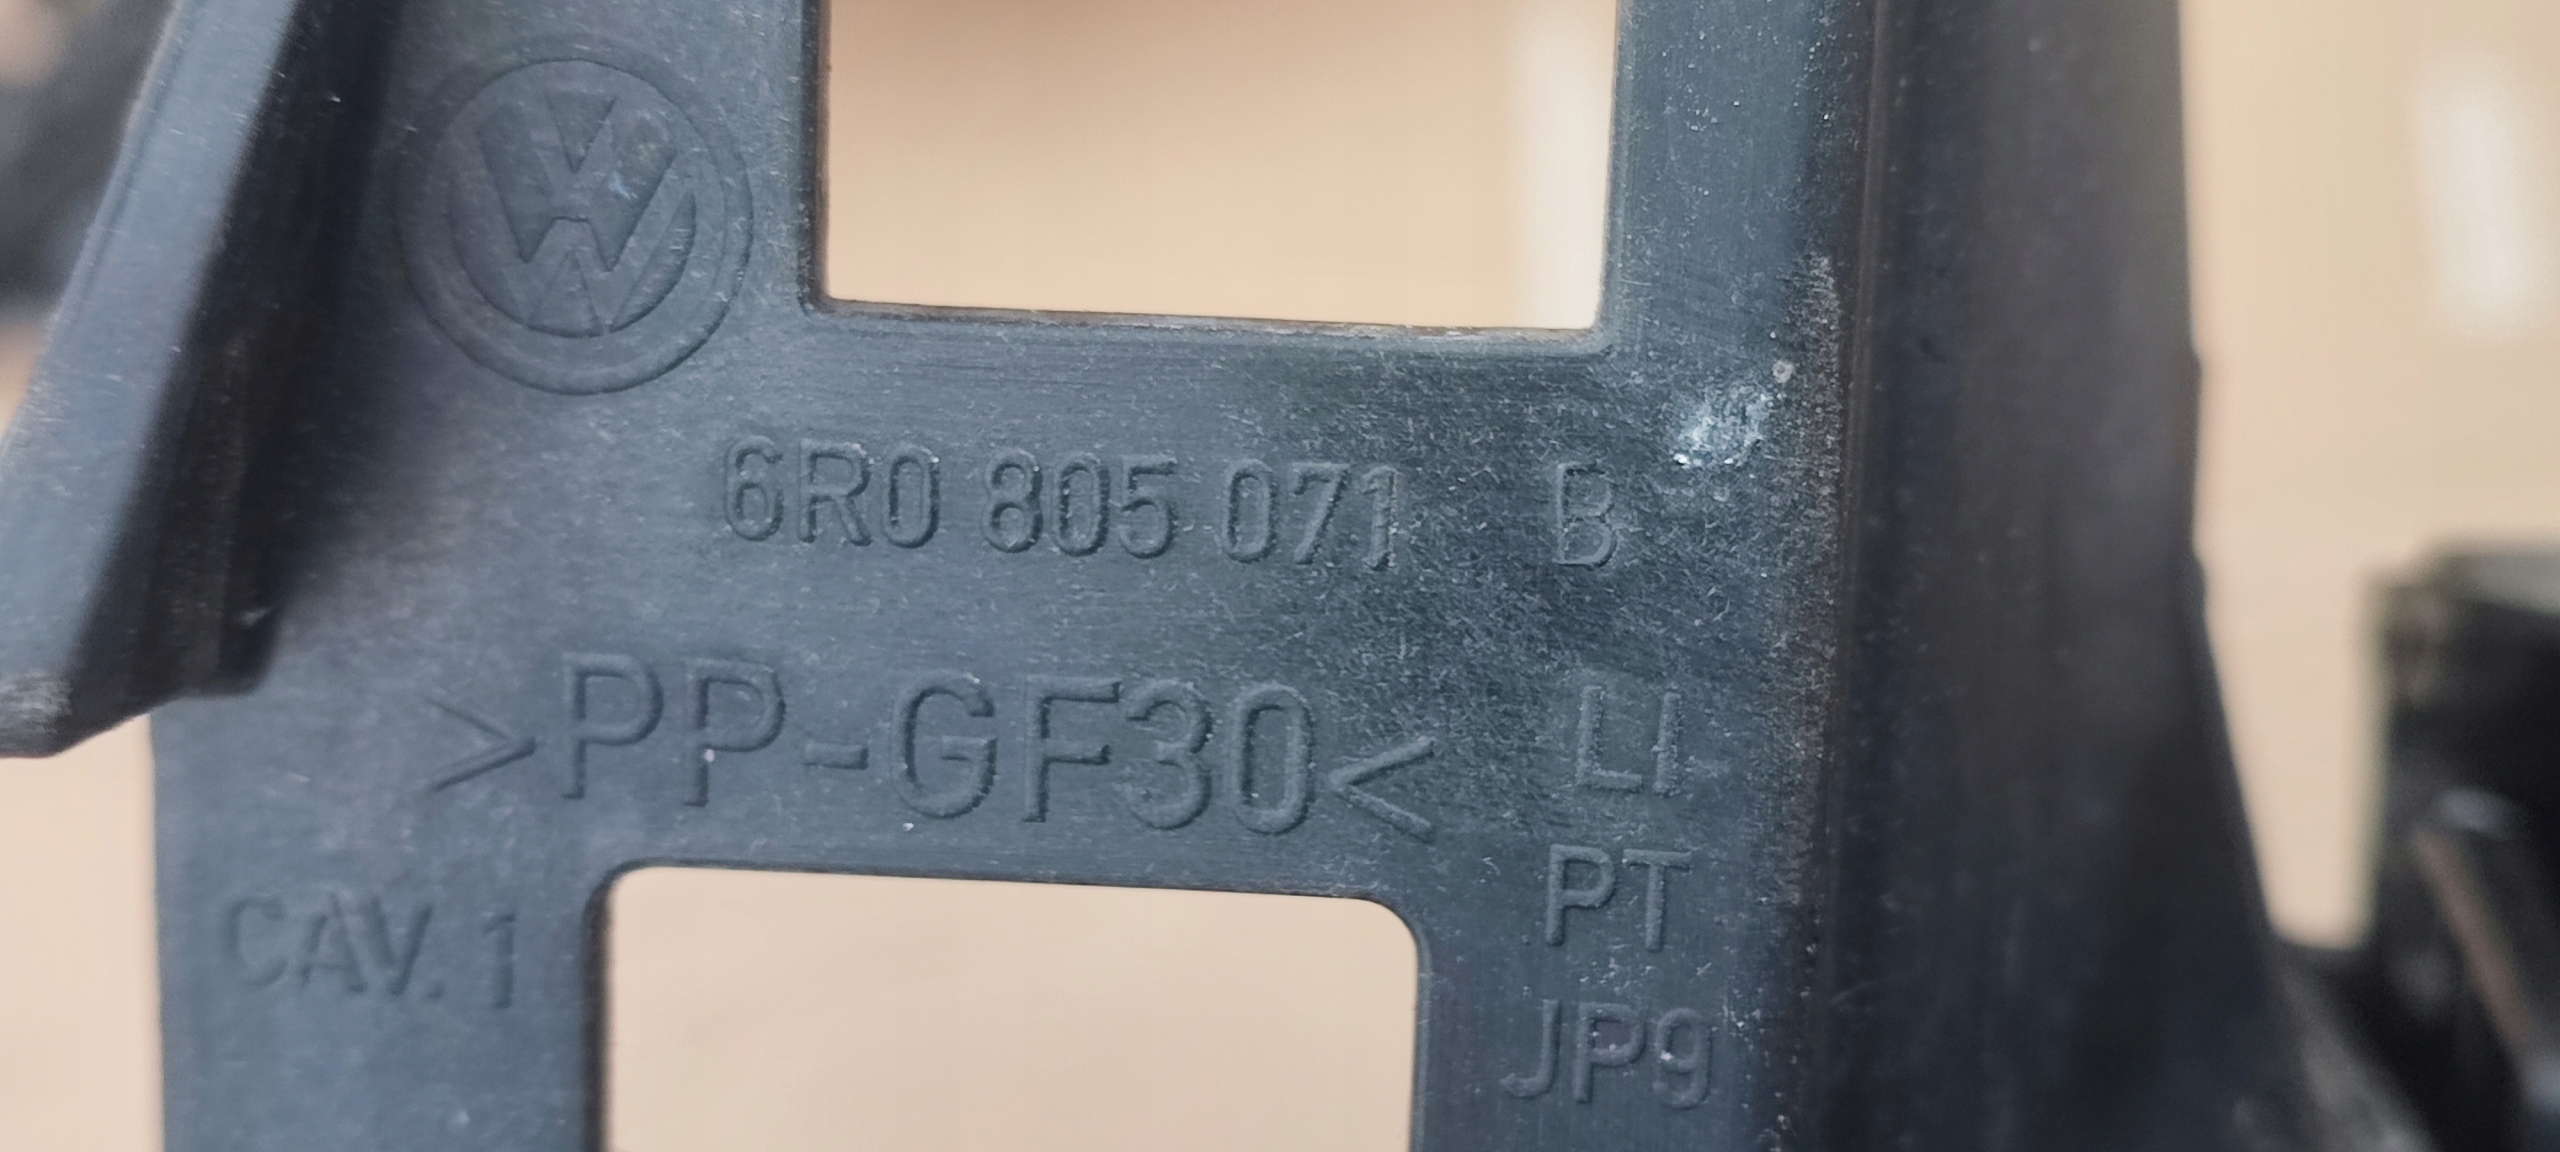 6R0 805 071 B
>PP-GF30< LI-
PT
CAV. 1
JP9